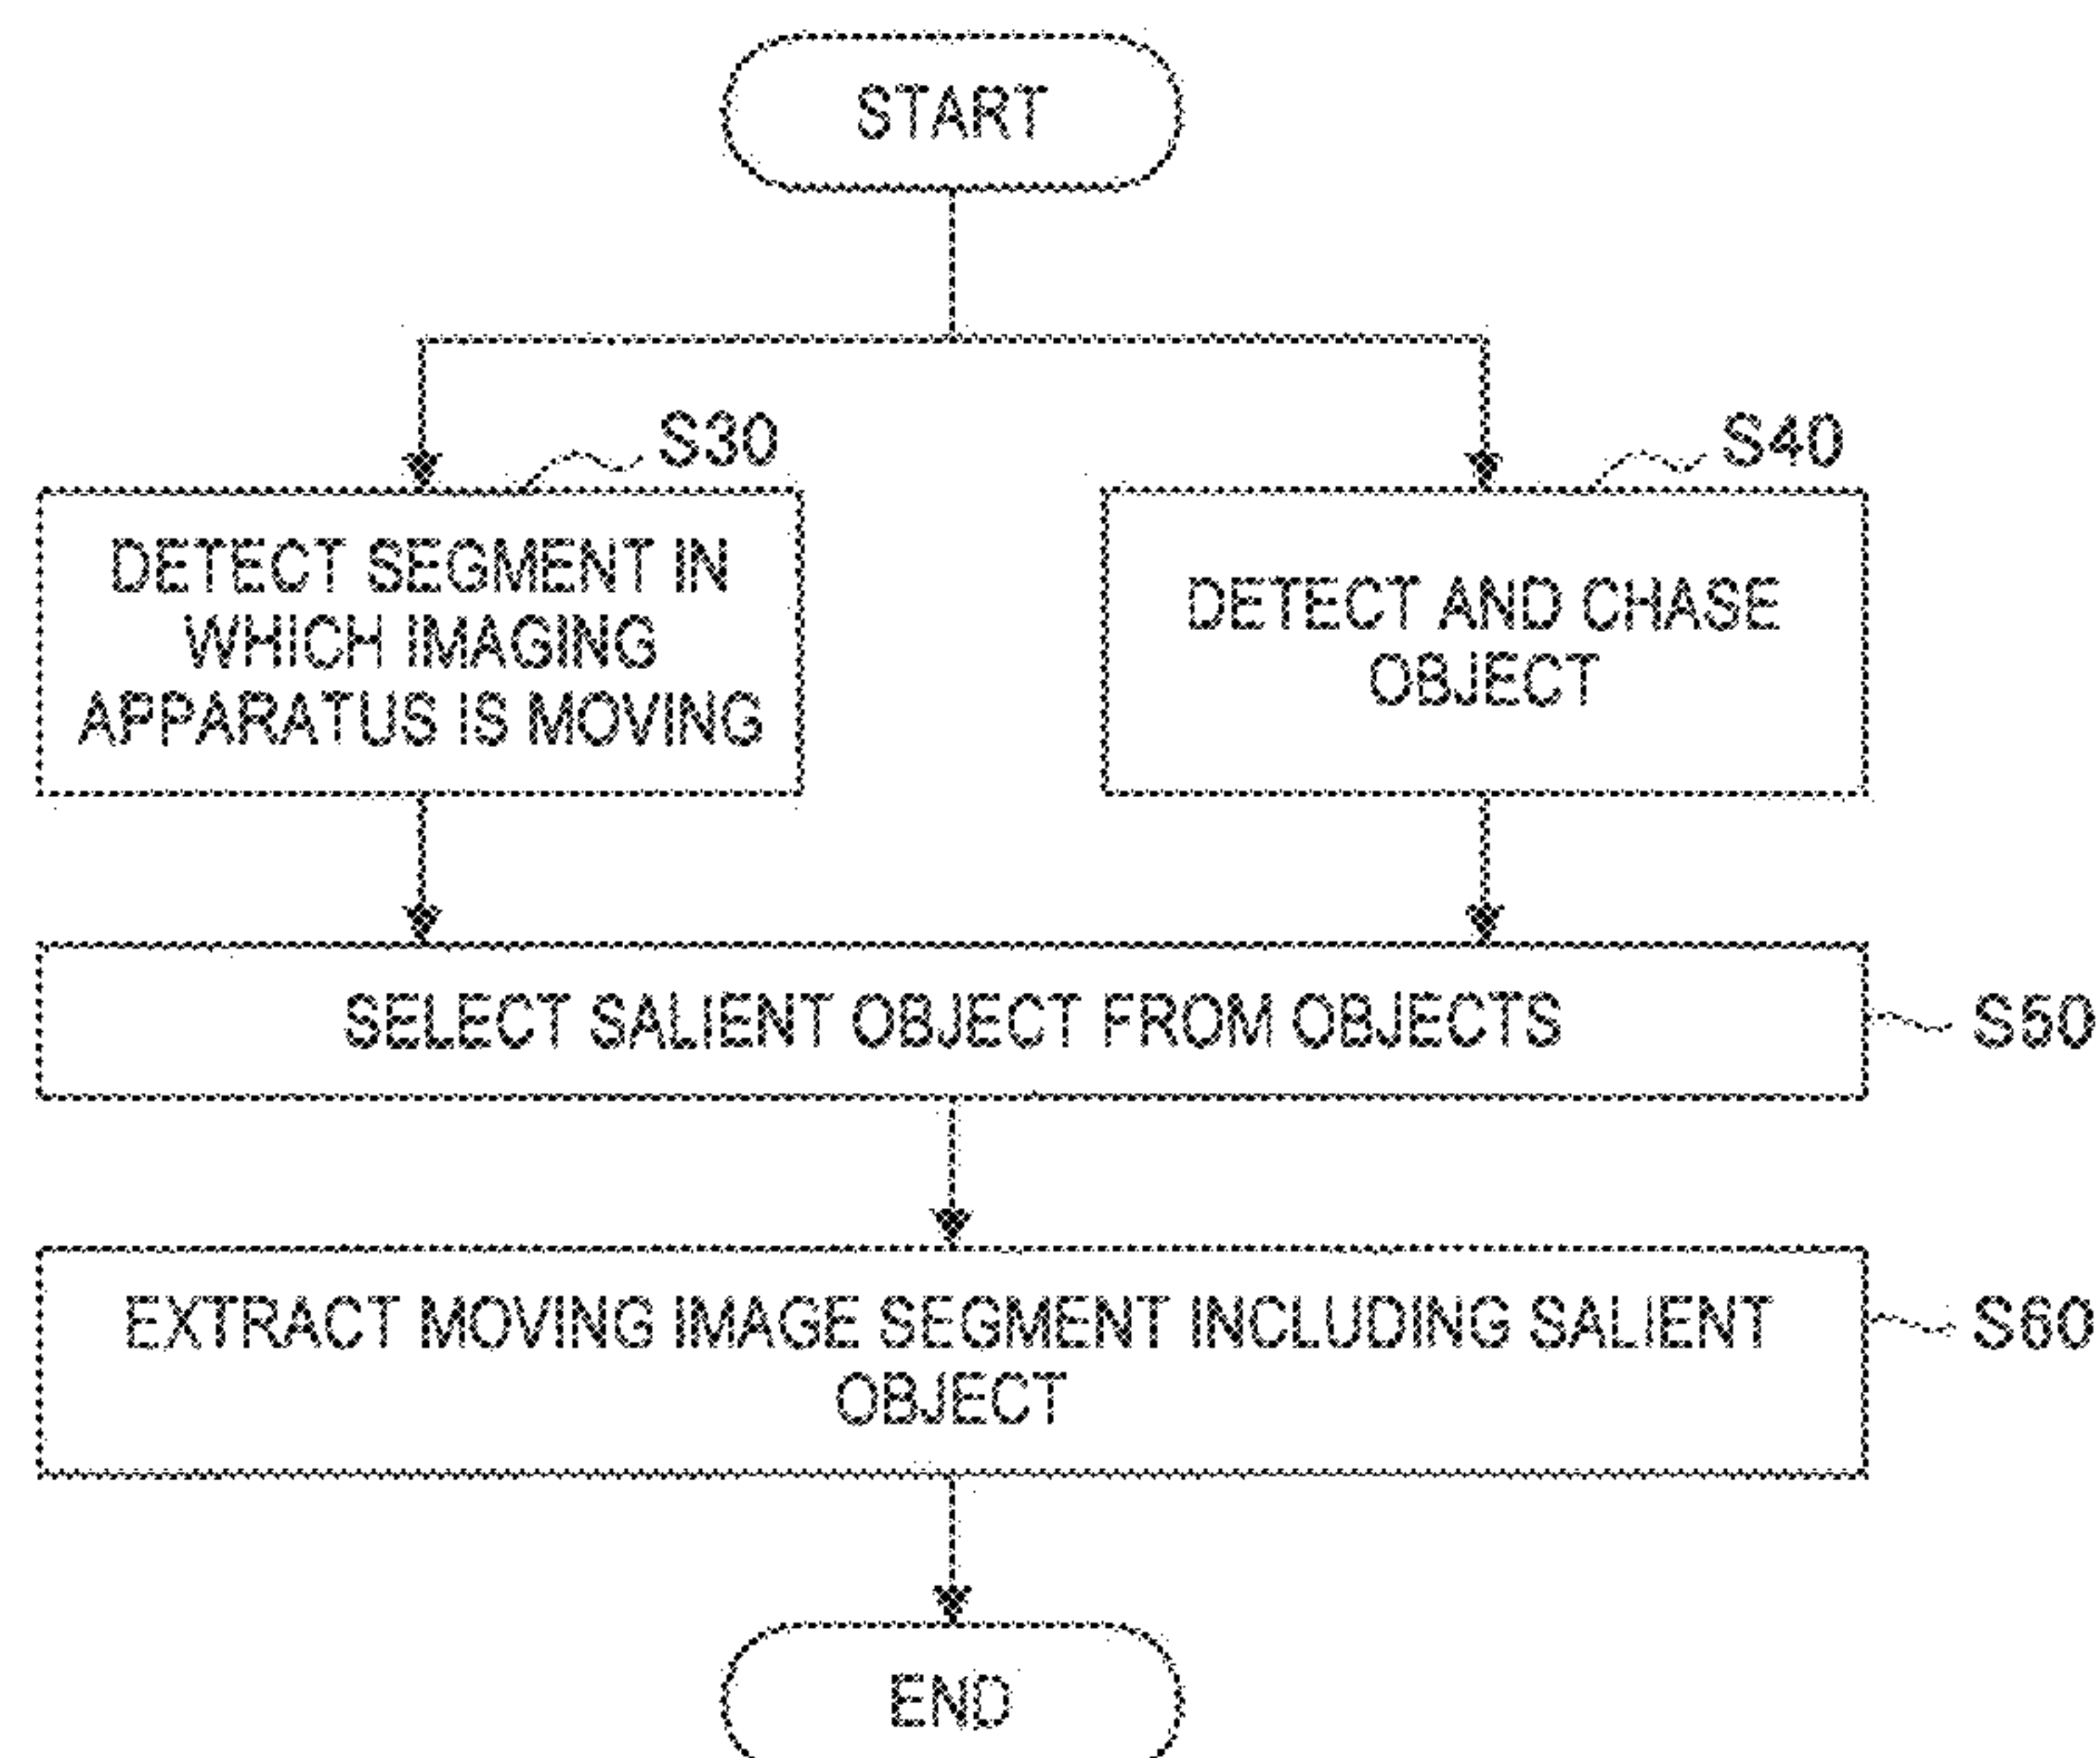 START
S30
S40
DETECT SEGMENT IN
WHICH IMAGING
APPARATUS IS MOVING
DETECT AND CHASE
OBJECT
SELECT SALIENT OBJECT FROM OBJECTS
S50
EXTRACT MOVING IMAGE SEGMENT INCLUDING SALIENT
OBJECT
S60
END